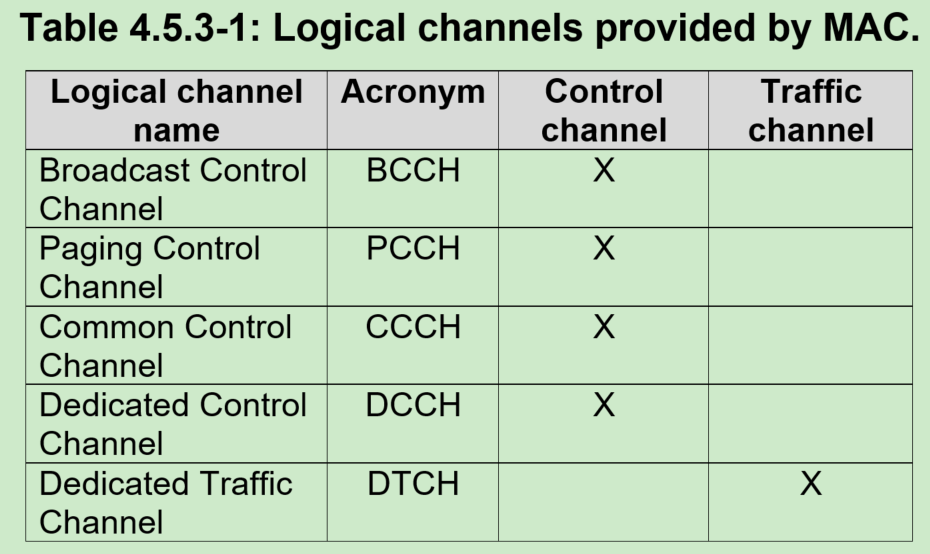 Table 4.5.3-1: Logical channels provided by MAC.
Logical channel name Acronym Control channel Traffic channel
Broadcast Control Channel BCCH X
Paging Control Channel PCCH X
Common Control Channel CCCH X
Dedicated Control Channel DCCH X
Dedicated Traffic Channel DTCH X